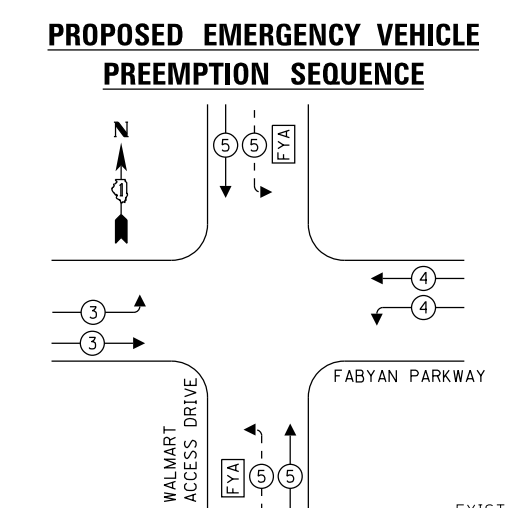 PROPOSED EMERGENCY VEHICLE
PREEMPTION SEQUENCE
N
1
5
5
FYA
4
4
3
3
FABYAN PARKWAY
WALMART
ACCESS DRIVE
FYA
5
5